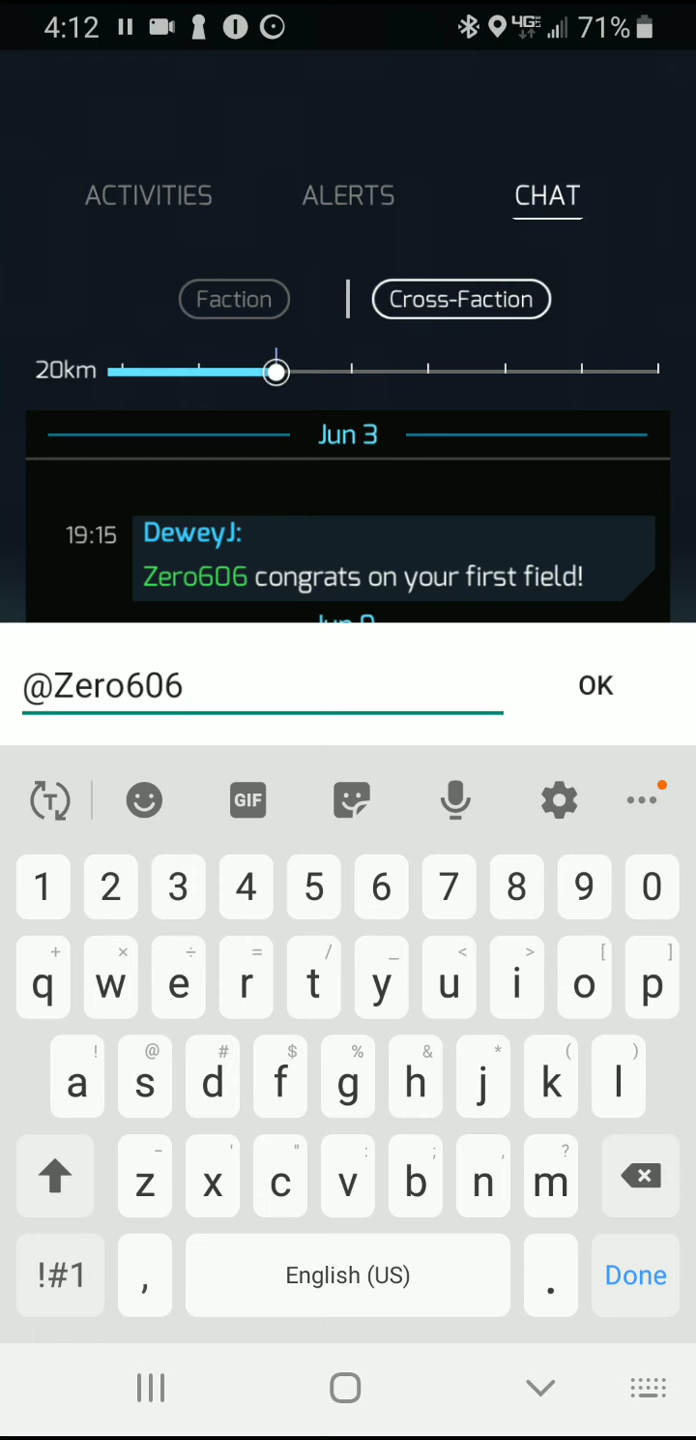 4:12 4GE 71%
ACTIVITIES ALERTS CHAT
Faction Cross-Faction
20km
Jun 3
19:15 DeweyJ:
Zero606 congrats on your first field!
@Zero606 OK
T GIF
1 2 3 4 5 6 7 8 9 0
+ × ÷ = / _ < > [ ]
q w e r t y u i o p
! @ # $ % & * ( )
a s d f g h j k l
- ' " : ; , ?
z x c v b n m
!#1 , English (US) . Done